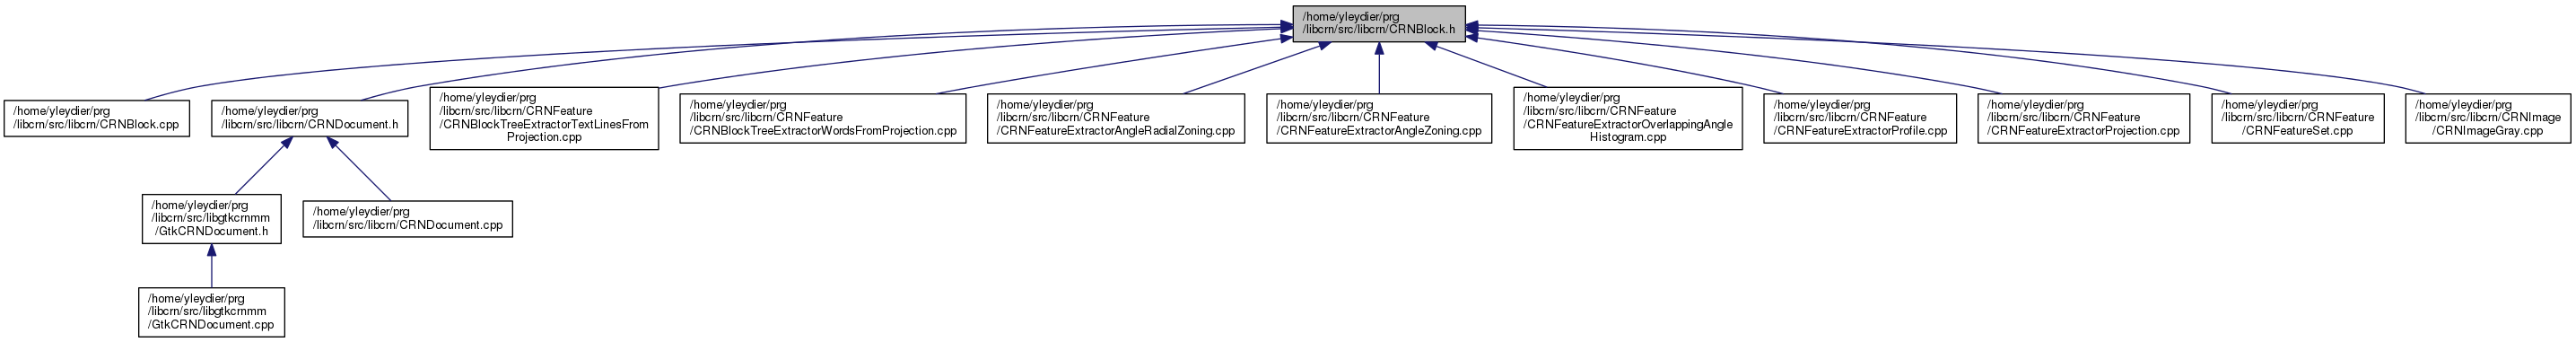 /home/yleydier/prg
/libcrn/src/libcrn/CRNBlock.h
/home/yleydier/prg
/libcrn/src/libcrn/CRNBlock.cpp
/home/yleydier/prg
/libcrn/src/libcrn/CRNDocument.h
/home/yleydier/prg
/libcrn/src/libcrn/CRNFeature
/CRNBlockTreeExtractorTextLinesFrom
Projection.cpp
/home/yleydier/prg
/libcrn/src/libcrn/CRNFeature
/CRNBlockTreeExtractorWordsFromProjection.cpp
/home/yleydier/prg
/libcrn/src/libcrn/CRNFeature
/CRNFeatureExtractorAngleRadialZoning.cpp
/home/yleydier/prg
/libcrn/src/libcrn/CRNFeature
/CRNFeatureExtractorAngleZoning.cpp
/home/yleydier/prg
/libcrn/src/libcrn/CRNFeature
/CRNFeatureExtractorOverlappingAngle
Histogram.cpp
/home/yleydier/prg
/libcrn/src/libcrn/CRNFeature
/CRNFeatureExtractorProfile.cpp
/home/yleydier/prg
/libcrn/src/libcrn/CRNFeature
/CRNFeatureExtractorProjection.cpp
/home/yleydier/prg
/libcrn/src/libcrn/CRNFeature
/CRNFeatureSet.cpp
/home/yleydier/prg
/libcrn/src/libcrn/CRNImage
/CRNImageGray.cpp
/home/yleydier/prg
/libcrn/src/libgtkcrnmm
/GtkCRNDocument.h
/home/yleydier/prg
/libcrn/src/libcrn/CRNDocument.cpp
/home/yleydier/prg
/libcrn/src/libgtkcrnmm
/GtkCRNDocument.cpp